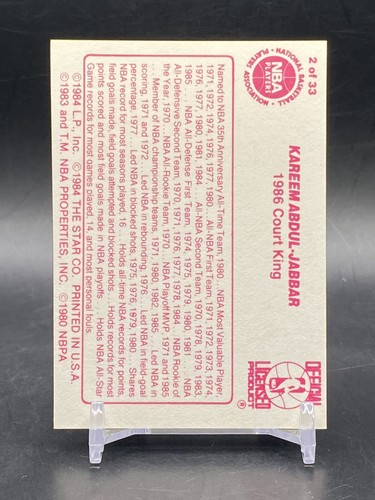 2 of 33
NATIONAL BASKETBALL
PLAYERS
ASSOCIATION
NBA
PLAYERS
KAREEM ABDUL-JABBAR
1986 Court King
OFFICIAL
LICENSED
PRODUCT
®
Named to NBA 35th Anniversary All-Time Team, 1980. . .NBA Most Valuable Player,
1971, 1972, 1974, 1976, 1977, 1980. . .All-NBA First Team, 1971, 1972, 1973, 1974,
1976, 1977, 1980, 1981, 1984. . .All-NBA Second Team, 1970, 1978, 1979, 1983,
1985. . .NBA All-Defense First Team, 1974, 1975, 1979, 1980, 1981. . .NBA
All-Defensive Second Team, 1970, 1971, 1976, 1977, 1978, 1984. . .NBA Rookie of
the Year, 1970. . .NBA All-Rookie Team, 1970. . .NBA Playoff MVP, 1971 and 1985
. . .Member of NBA championship teams, 1971, 1980, 1982, 1985. . .Led NBA in
scoring, 1971 and 1972. . .Led NBA in rebounding, 1976. . .Led NBA in field-goal
percentage, 1977. . .Led NBA in blocked shots, 1975, 1976, 1979, 1980. . .Shares
NBA record for most seasons played, 16. . .Holds all-time NBA records for points,
field goals made, field goals attempted and blocked shots. . .Holds records for most
points scored and most field goals made in NBA playoffs. . .Holds NBA All-Star
Game records for most games played, 14, and most personal fouls.
©1984 L.P., Inc. ©1984 THE STAR CO. PRINTED IN U.S.A.
©1983 and T.M. NBA PROPERTIES, INC. ©1980 NBPA